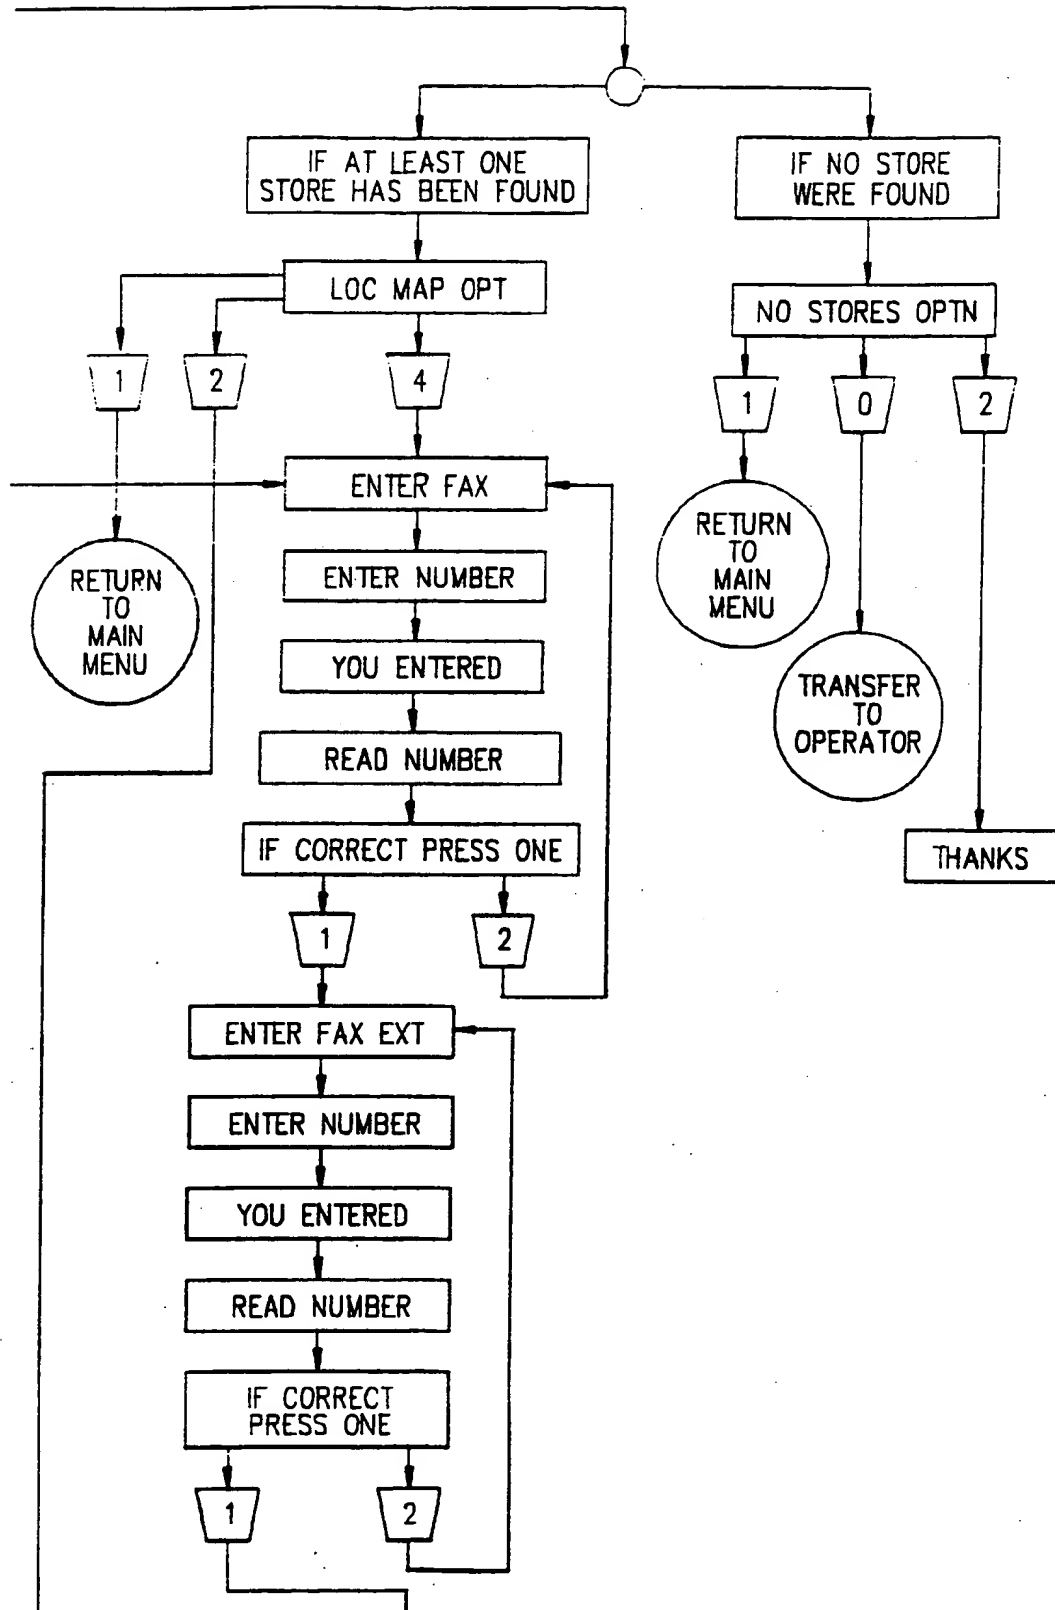 IF AT LEAST ONE
STORE HAS BEEN FOUND
IF NO STORE
WERE FOUND
LOC MAP OPT
NO STORES OPTN
1
2
4
1
0
2
ENTER FAX
RETURN
TO
MAIN
MENU
RETURN
TO
MAIN
MENU
ENTER NUMBER
YOU ENTERED
TRANSFER
TO
OPERATOR
READ NUMBER
IF CORRECT PRESS ONE
THANKS
1
2
ENTER FAX EXT
ENTER NUMBER
YOU ENTERED
READ NUMBER
IF CORRECT
PRESS ONE
1
2